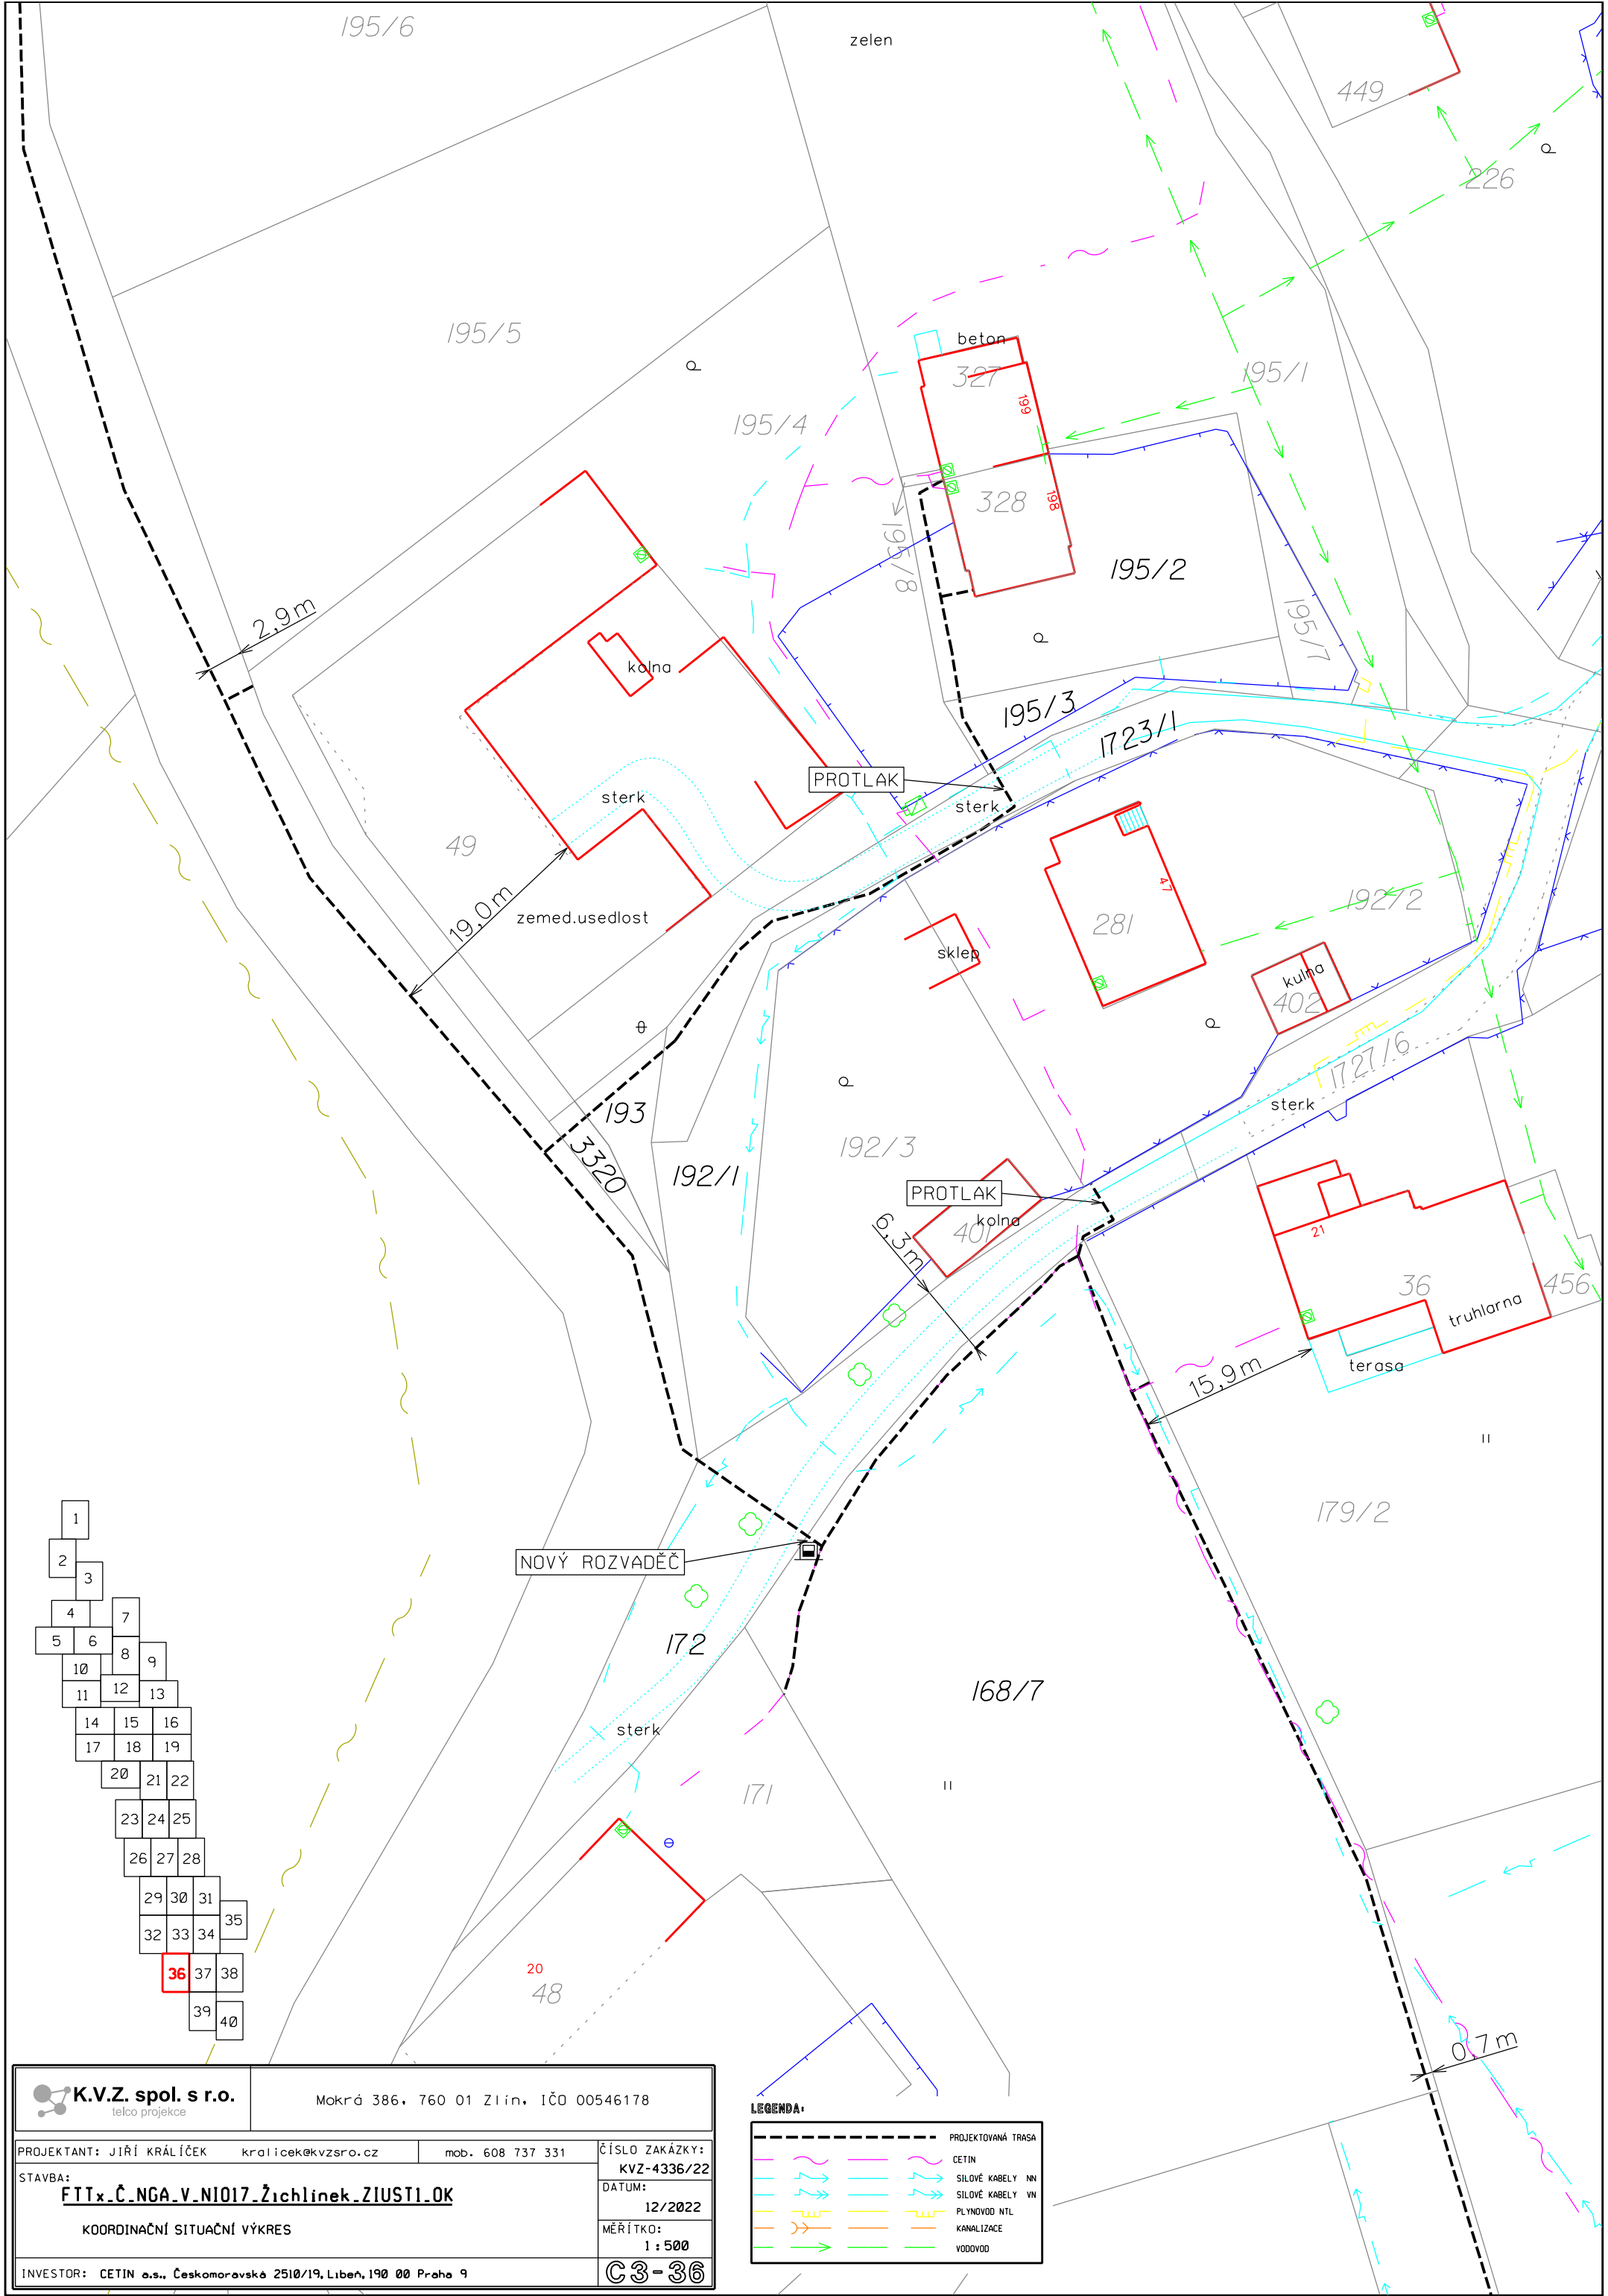 195/6
zelen
449
226
195/5
beton
327
199
195/1
195/4
328
198
195/8
195/2
195/7
2,9m
kolna
195/3
1723/1
PROTLAK
sterk
sterk
49
19,0m
zemed.usedlost
47
281
192/2
sklep
kulna
402
1727/6
sterk
193
3320
192/1
192/3
PROTLAK
kolna
401
6,3m
21
36
456
truhlarna
terasa
15,9m
179/2
NOVÝ ROZVADĚČ
172
168/7
sterk
171
20
48
0,7m
1
2
3
4
7
5 6
8
9
10
12
11
13
14 15 16
17 18 19
20
21 22
23 24 25
26 27 28
29 30 31
35
32 33 34
36 37 38
39
40
K.V.Z. spol. s r.o.
telco projekce
Mokrá 386, 760 01 Zlín, IČO 00546178
PROJEKTANT: JIŘÍ KRÁLÍČEK kralicek@kvzsro.cz mob. 608 737 331
ČÍSLO ZAKÁZKY:
KVZ-4336/22
STAVBA:
FTTx_Č_NGA_V_NI017_Žichlínek_ZIUST1_OK
KOORDINAČNÍ SITUAČNÍ VÝKRES
DATUM:
12/2022
MĚŘÍTKO:
1:500
INVESTOR: CETIN a.s., Českomoravská 2510/19, Libeň, 190 00 Praha 9
C3-36
LEGENDA:
PROJEKTOVANÁ TRASA
CETIN
SILOVÉ KABELY NN
SILOVÉ KABELY VN
PLYNOVOD NTL
KANALIZACE
VODOVOD